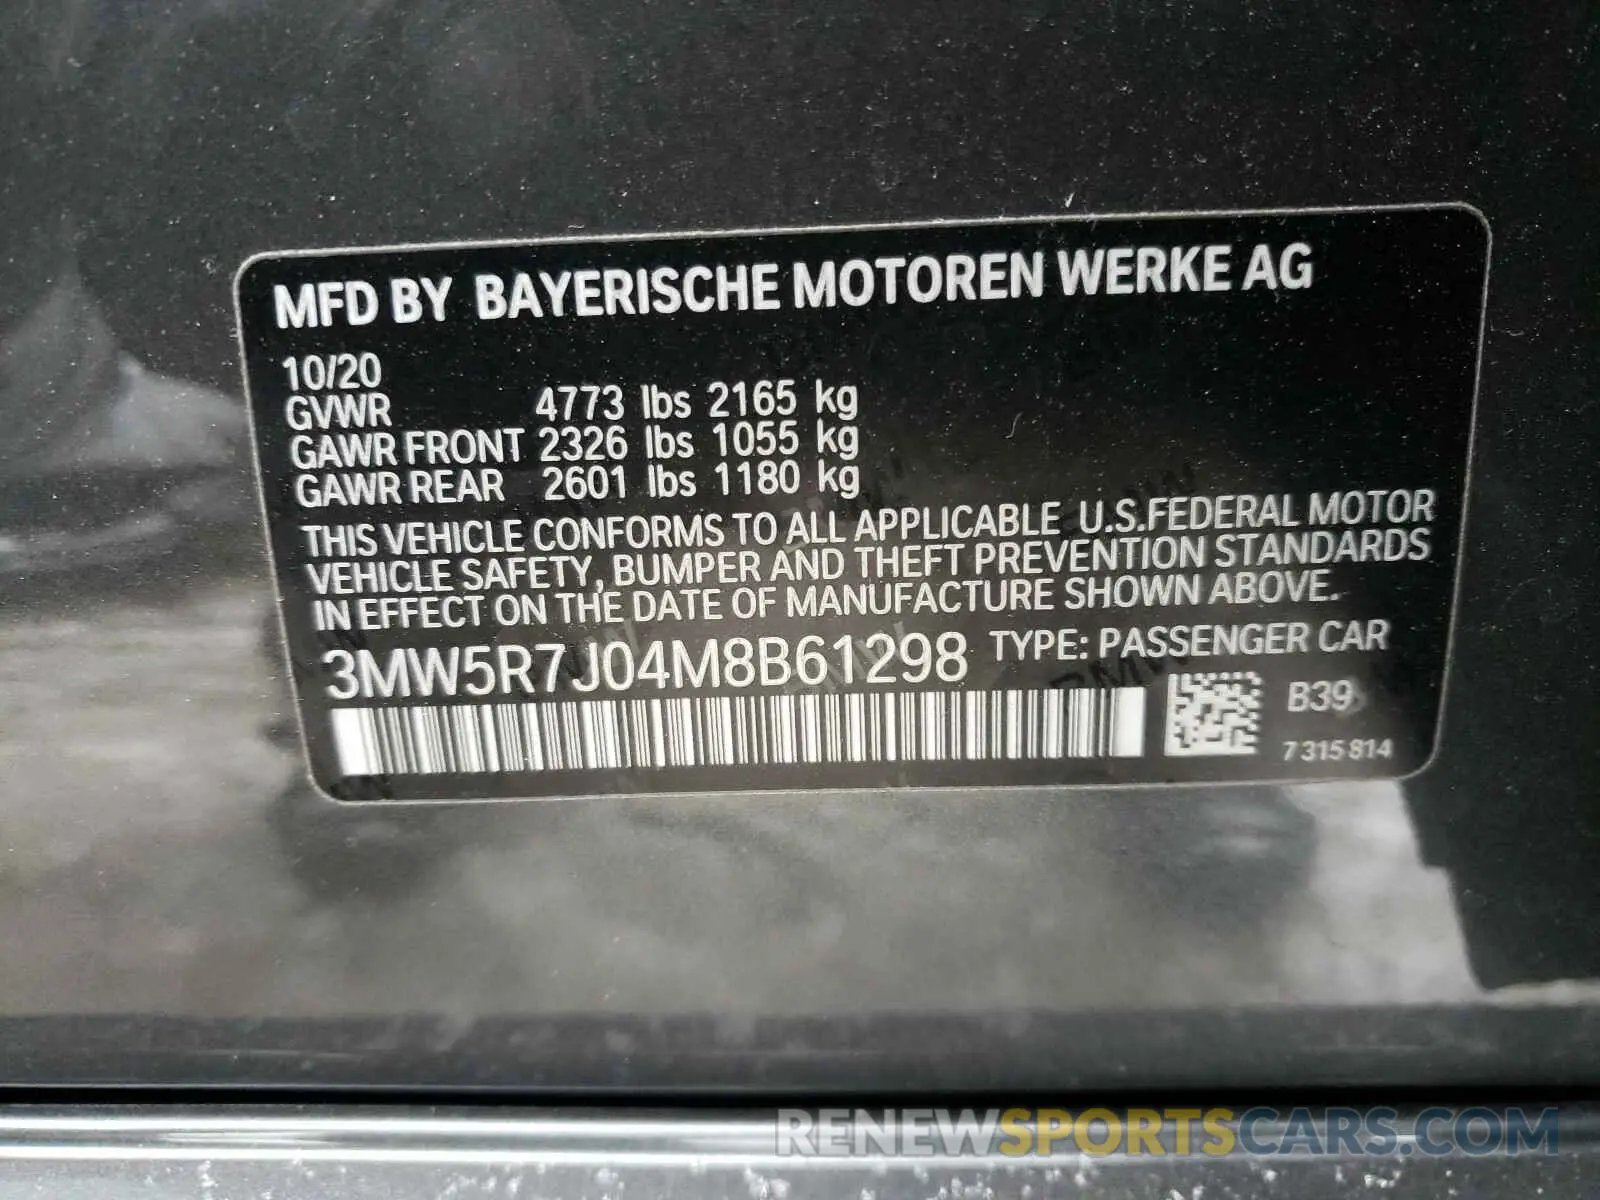 MFD BY BAYERISCHE MOTOREN WERKE AG
10/20
GVWR 4773 lbs 2165 kg
GAWR FRONT 2326 lbs 1055 kg
GAWR REAR 2601 lbs 1180 kg
THIS VEHICLE CONFORMS TO ALL APPLICABLE U.S.FEDERAL MOTOR
VEHICLE SAFETY, BUMPER AND THEFT PREVENTION STANDARDS
IN EFFECT ON THE DATE OF MANUFACTURE SHOWN ABOVE.
3MW5R7J04M8B61298 TYPE: PASSENGER CAR
B39
7 315 814
RENEWSPORTSCARS.COM